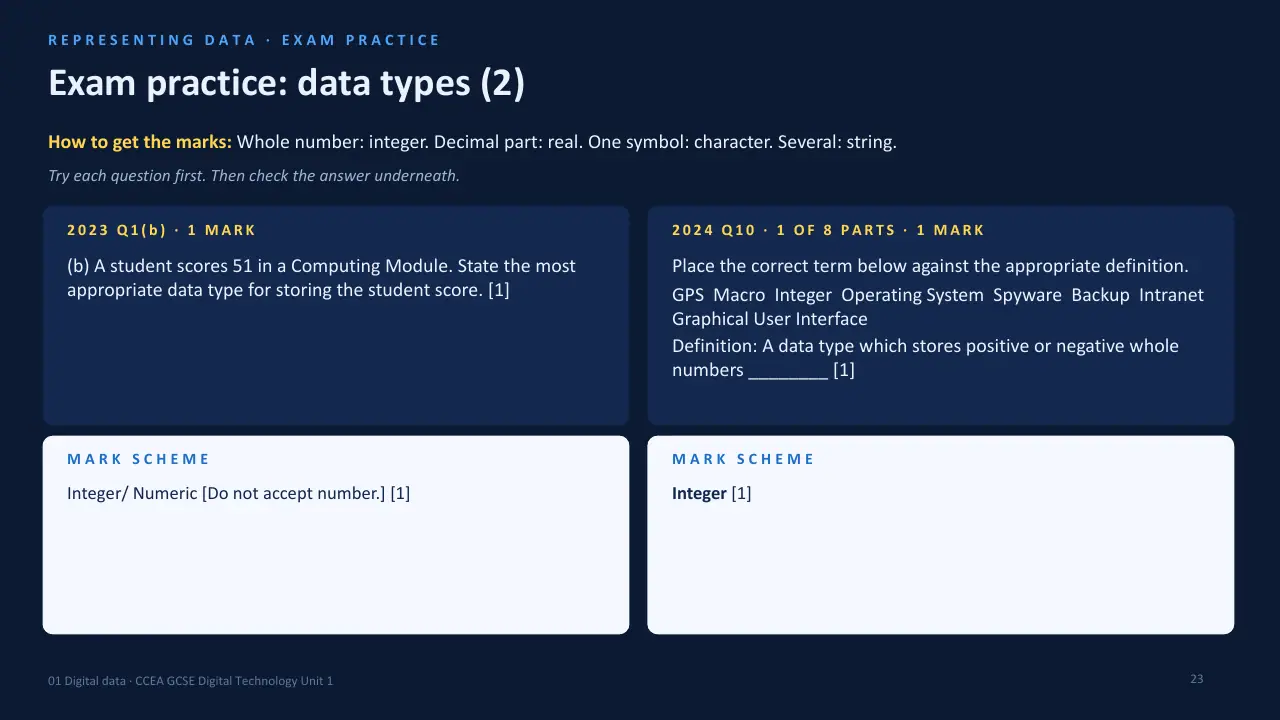 REPRESENTING DATA · EXAM PRACTICE
Exam practice: data types (2)
How to get the marks: Whole number: integer. Decimal part: real. One symbol: character. Several: string.
Try each question first. Then check the answer underneath.
2023 Q1(b) · 1 MARK
(b) A student scores 51 in a Computing Module. State the most
appropriate data type for storing the student score. [1]
MARK SCHEME
Integer/ Numeric [Do not accept number.] [1]
2024 Q10 · 1 OF 8 PARTS · 1 MARK
Place the correct term below against the appropriate definition.
GPS  Macro  Integer  Operating System  Spyware  Backup  Intranet
Graphical User Interface
Definition: A data type which stores positive or negative whole
numbers ________ [1]
MARK SCHEME
Integer [1]
01 Digital data · CCEA GCSE Digital Technology Unit 1
23